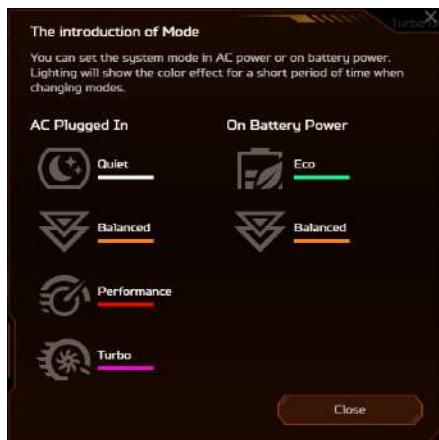 The introduction of Mode
You can set the system mode in AC power or on battery power.
Lighting will show the color effect for a short period of time when
changing modes.
AC Plugged In
On Battery Power
Quiet
Eco
Balanced
Balanced
Performance
Turbo
Close